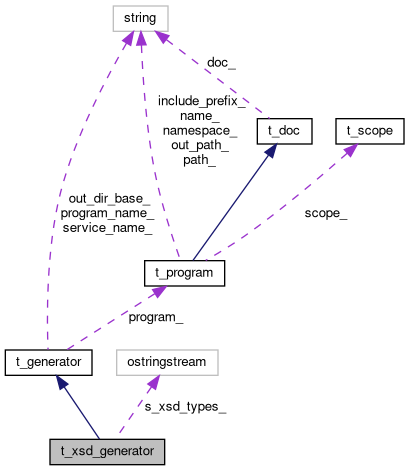 string
doc_
include_prefix_
name_
namespace_
out_path_
path_
t_doc
t_scope
out_dir_base_
program_name_
service_name_
scope_
t_program
program_
t_generator
ostringstream
s_xsd_types_
t_xsd_generator